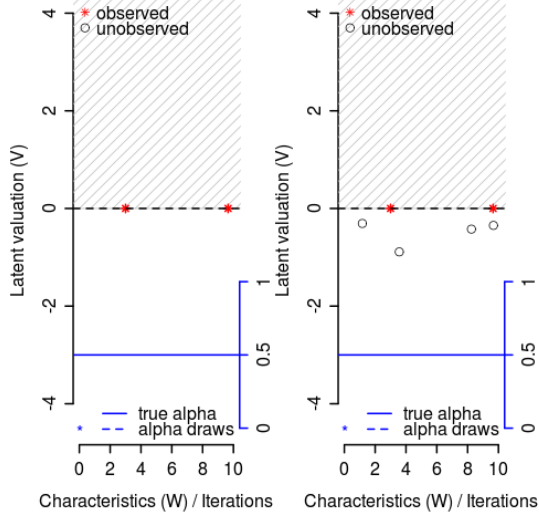 observed
unobserved
4
2
0
-2
-4
Latent valuation (V)
1
0.5
0
true alpha
alpha draws
0 2 4 6 8 10
Characteristics (W) / Iterations
observed
unobserved
4
2
0
-2
-4
Latent valuation (V)
1
0.5
0
true alpha
alpha draws
0 2 4 6 8 10
Characteristics (W) / Iterations